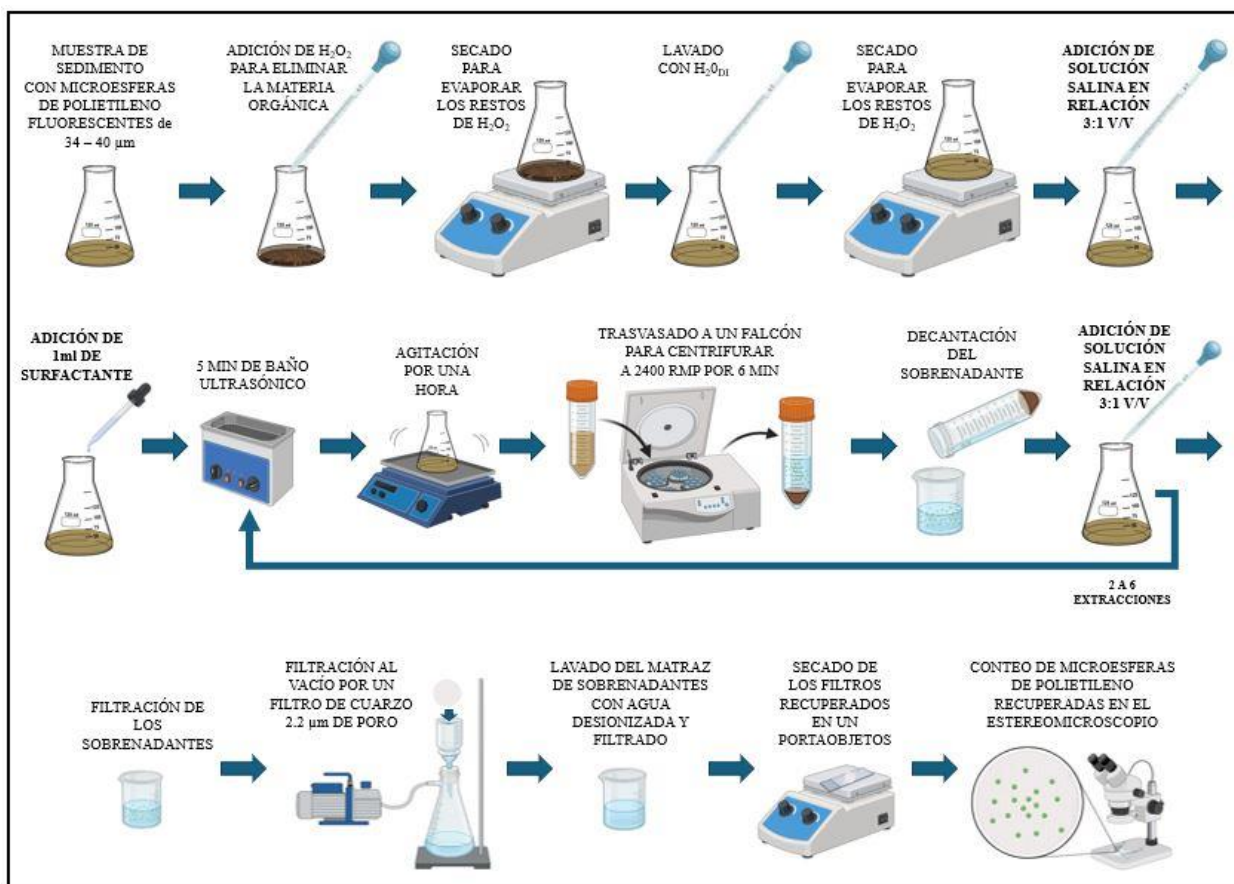 MUESTRA DE
SEDIMENTO
CON MICROESFERAS
DE POLIETILENO
FLUORESCENTES de
34 – 40 µm
ADICIÓN DE H₂O₂
PARA ELIMINAR
LA MATERIA
ORGÁNICA
SECADO
PARA
EVAPORAR
LOS RESTOS
DE H₂O₂
LAVADO
CON H₂0DI
SECADO
PARA
EVAPORAR
LOS RESTOS
DE H₂O₂
ADICIÓN DE
SOLUCIÓN
SALINA EN
RELACIÓN
3:1 V/V
ADICIÓN DE
1ml DE
SURFACTANTE
5 MIN DE BAÑO
ULTRASÓNICO
AGITACIÓN
POR UNA
HORA
TRASVASADO A UN FALCÓN
PARA CENTRIFURAR
A 2400 RMP POR 6 MIN
DECANTACIÓN
DEL
SOBRENADANTE
ADICIÓN DE
SOLUCIÓN
SALINA EN
RELACIÓN
3:1 V/V
2 A 6
EXTRACCIONES
FILTRACIÓN DE
LOS
SOBRENADANTES
FILTRACIÓN AL
VACÍO POR UN
FILTRO DE CUARZO
2.2 µm DE PORO
LAVADO DEL MATRAZ
DE SOBRENADANTES
CON AGUA
DESIONIZADA Y
FILTRADO
SECADO DE
LOS FILTROS
RECUPERADOS
EN UN
PORTAOBJETOS
CONTEO DE MICROESFERAS
DE POLIETILENO
RECUPERADAS EN EL
ESTEREOMICROSCOPIO